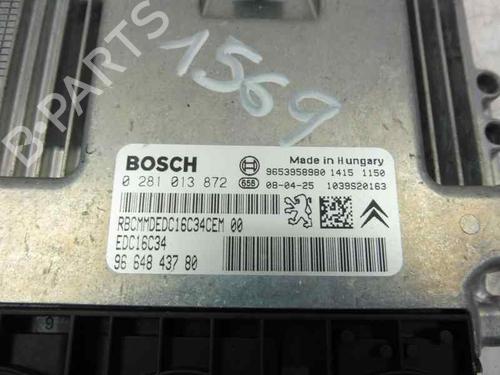 B-PARTS
1569
BOSCH
Made in Hungary
9653958980 1415 1150
0 281 013 872
658
08-04-25 1039S20163
RBCMMDEDC16C34CEM 00
EDC16C34
96 648 437 80
9